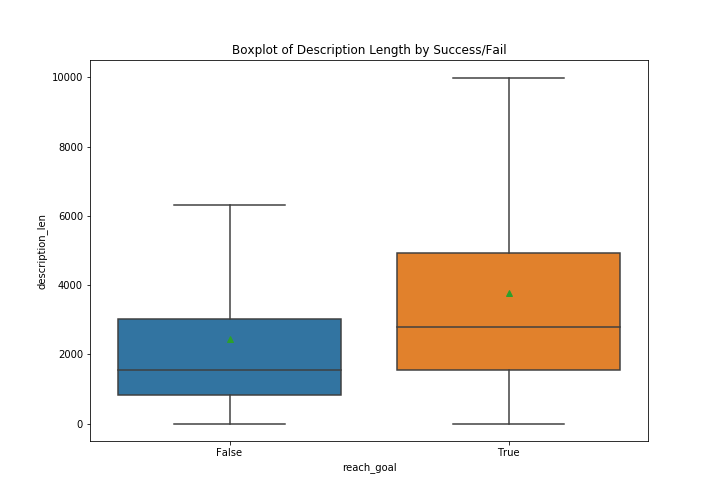 Boxplot of Description Length by Success/Fail
10000
8000
6000
4000
2000
0
description_len
False
True
reach_goal